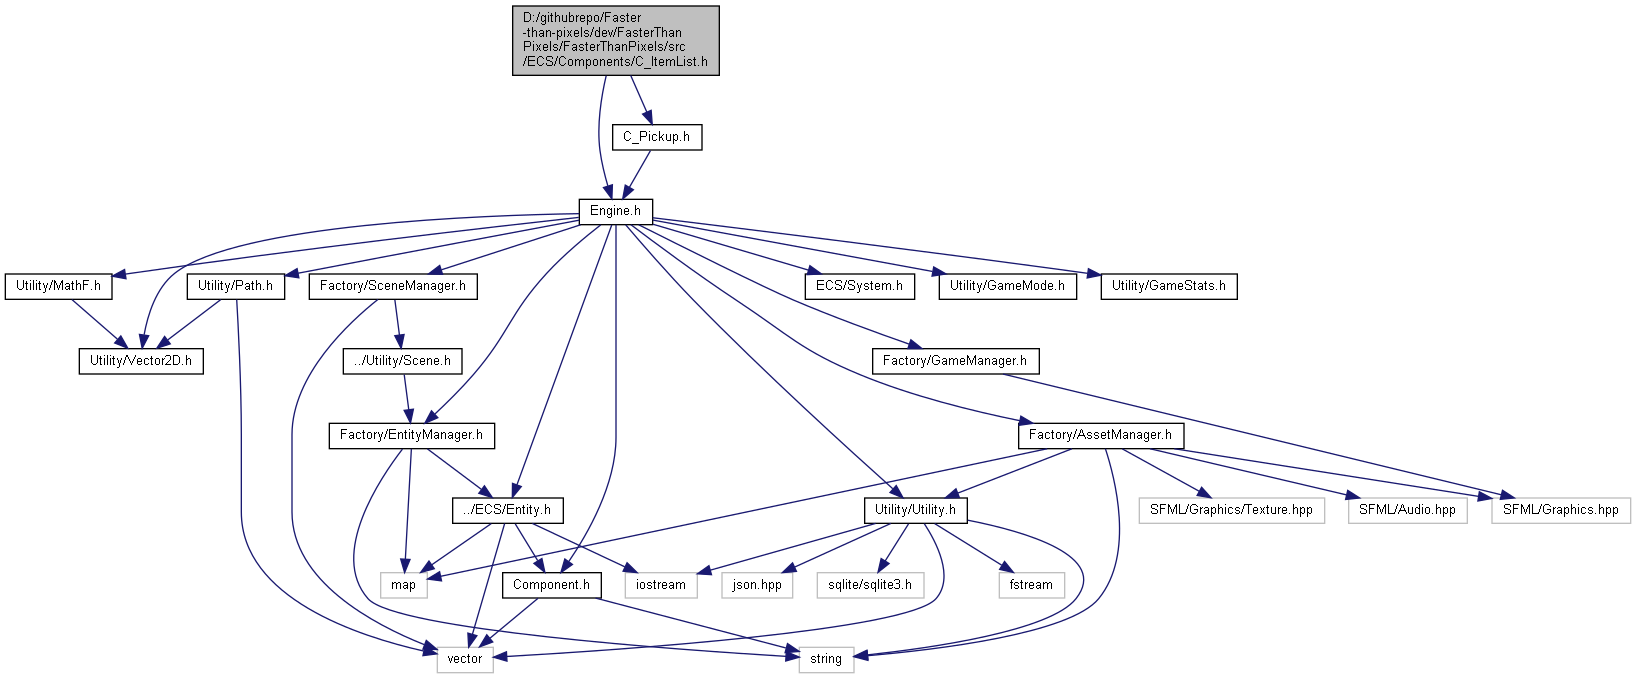 D:/githubrepo/Faster
-than-pixels/dew/FasterThan
Pixels/FasterThanPixels/src
/ECS/Components/C_ItemList.h
C_Pickup.h
Engine.h
Utility/MathF.h
Utility/Path.h
Factory/SceneManager.h
ECS/System.h
Utility/GameMode.h
Utility/GameStats.h
Utility/Vector2D.h
../Utility/Scene.h
Factory/GameManager.h
Factory/EntityManager.h
Factory/AssetManager.h
../ECS/Entity.h
Utility/Utility.h
SFML/Graphics/Texture.hpp
SFML/Audio.hpp
SFML/Graphics.hpp
map
Component.h
iostream
json.hpp
sqlite/sqlite3.h
fstream
vector
string